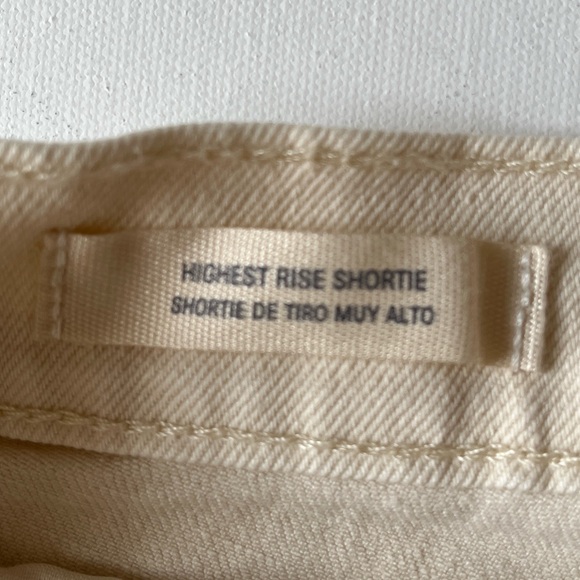 HIGHEST RISE SHORTIE
SHORTIE DE TIRO MUY ALTO